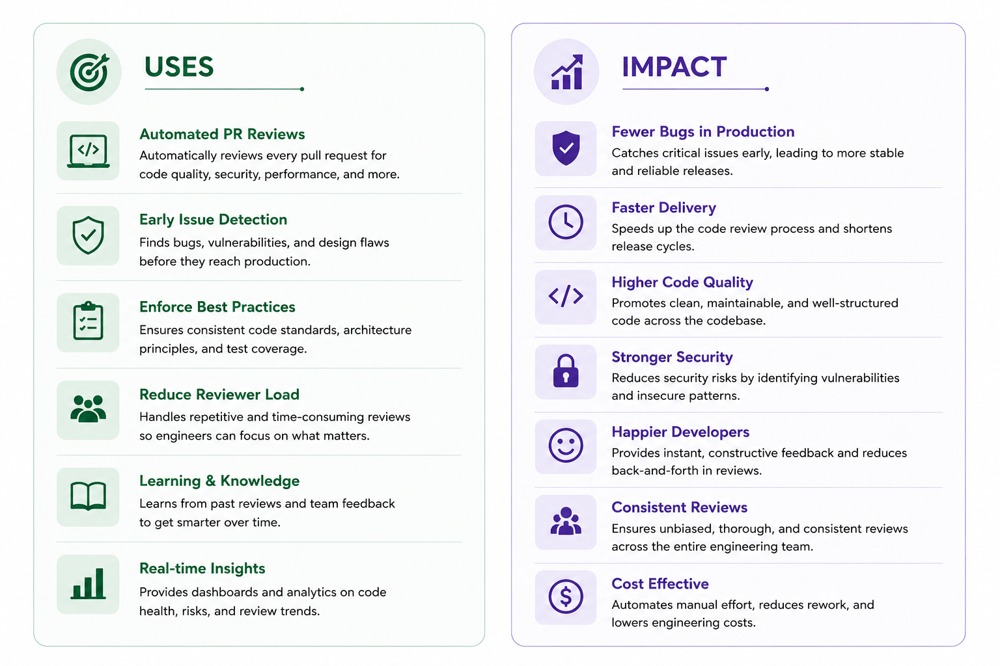 USES
Automated PR Reviews
Automatically reviews every pull request for
code quality, security, performance, and more.
Early Issue Detection
Finds bugs, vulnerabilities, and design flaws
before they reach production.
Enforce Best Practices
Ensures consistent code standards, architecture
principles, and test coverage.
Reduce Reviewer Load
Handles repetitive and time-consuming reviews
so engineers can focus on what matters.
Learning & Knowledge
Learns from past reviews and team feedback
to get smarter over time.
Real-time Insights
Provides dashboards and analytics on code
health, risks, and review trends.
IMPACT
Fewer Bugs in Production
Catches critical issues early, leading to more stable
and reliable releases.
Faster Delivery
Speeds up the code review process and shortens
release cycles.
Higher Code Quality
Promotes clean, maintainable, and well-structured
code across the codebase.
Stronger Security
Reduces security risks by identifying vulnerabilities
and insecure patterns.
Happier Developers
Provides instant, constructive feedback and reduces
back-and-forth in reviews.
Consistent Reviews
Ensures unbiased, thorough, and consistent reviews
across the entire engineering team.
Cost Effective
Automates manual effort, reduces rework, and
lowers engineering costs.